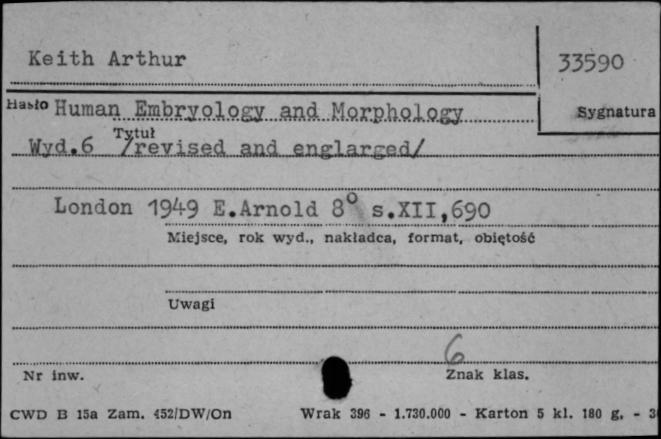 Keith Arthur
33590
Hasło Human Embryology and Morphology
Sygnatura
Tytuł
Wyd.6 /revised and englarged/
London 1949 E.Arnold 8° s.XII,690
Miejsce, rok wyd., nakładca, format, obiętość
Uwagi
6
Nr inw.
Znak klas.
CWD B 15a Zam. 452/DW/On Wrak 396 - 1.730.000 - Karton 5 kl. 180 g. -